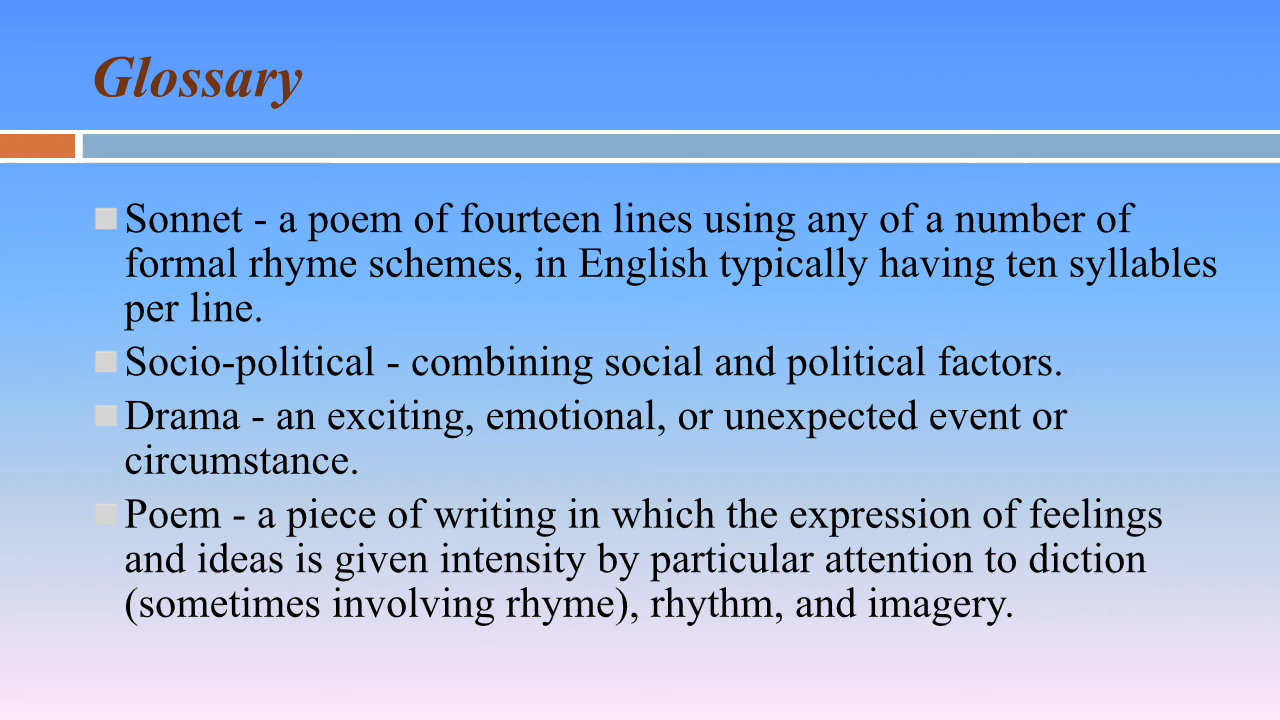 Glossary
Sonnet - a poem of fourteen lines using any of a number of
formal rhyme schemes, in English typically having ten syllables
per line.
Socio-political - combining social and political factors.
Drama - an exciting, emotional, or unexpected event or
circumstance.
Poem - a piece of writing in which the expression of feelings
and ideas is given intensity by particular attention to diction
(sometimes involving rhyme), rhythm, and imagery.